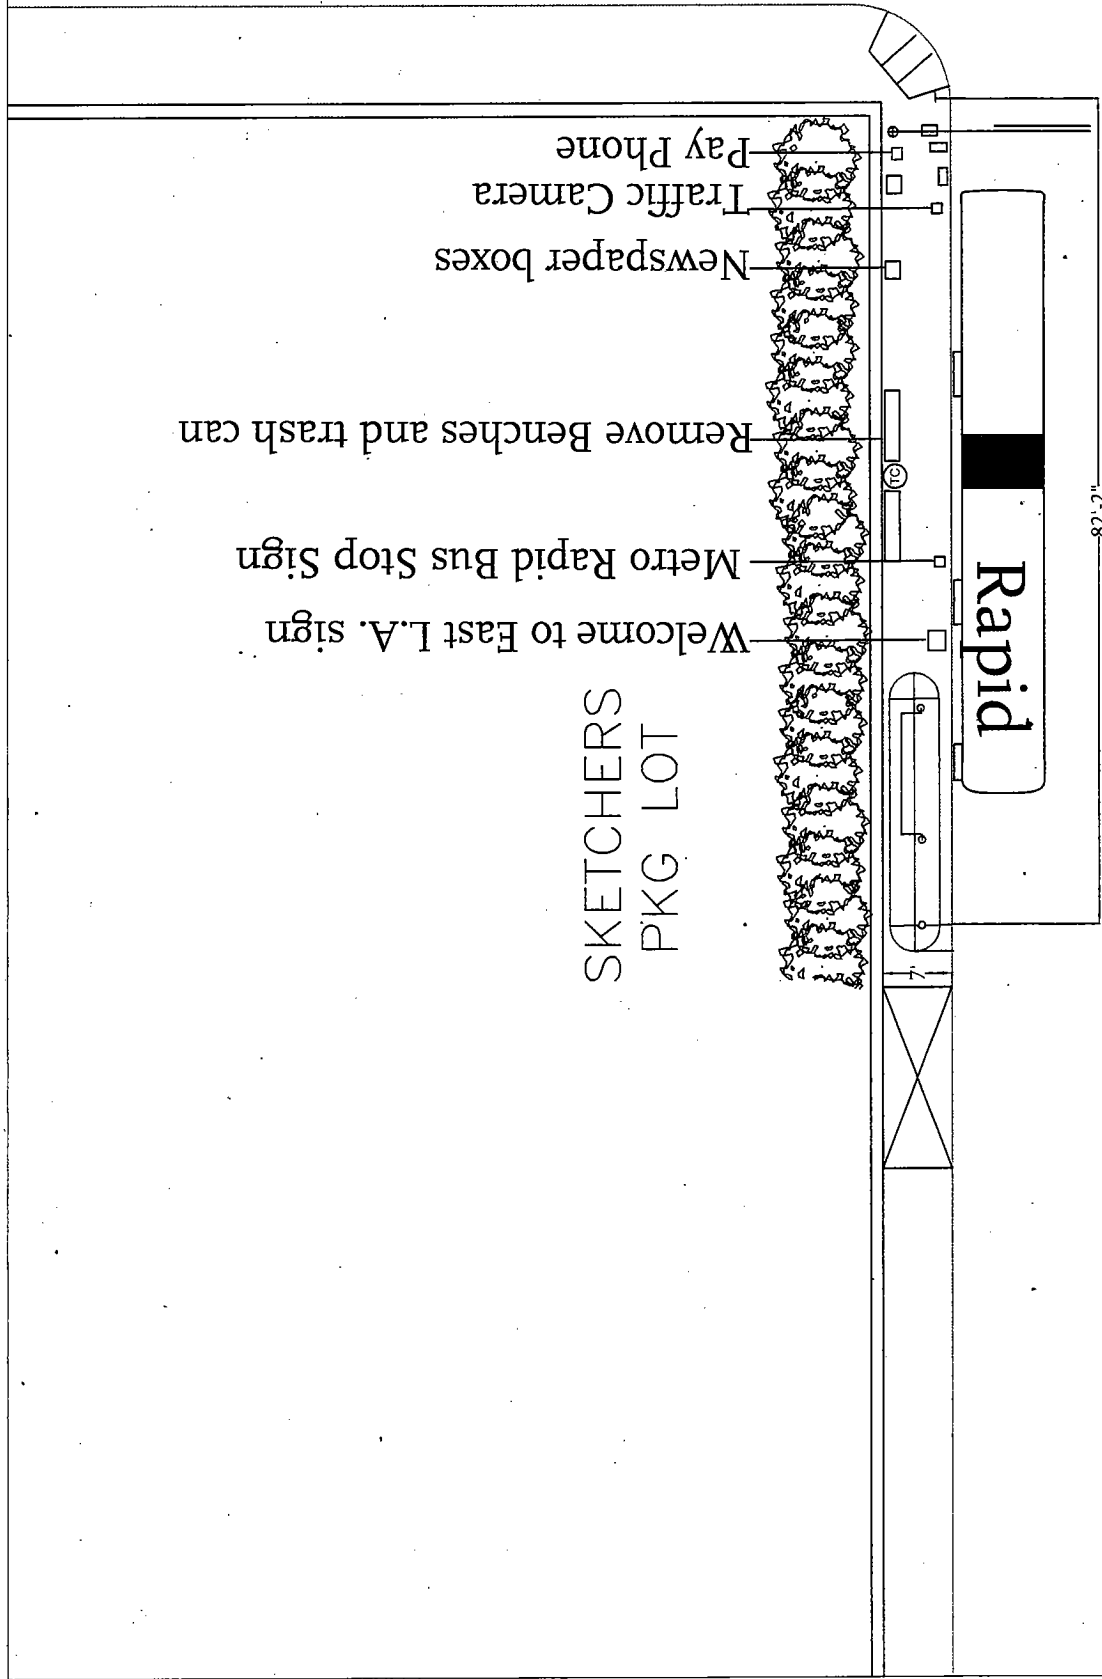 Pay Phone
Traffic Camera
Newspaper boxes
Remove Benches and trash can
TC
Metro Rapid Bus Stop Sign
Welcome to East L.A. sign
SKETCHERS
PKG LOT
Rapid
82'-2"
7'